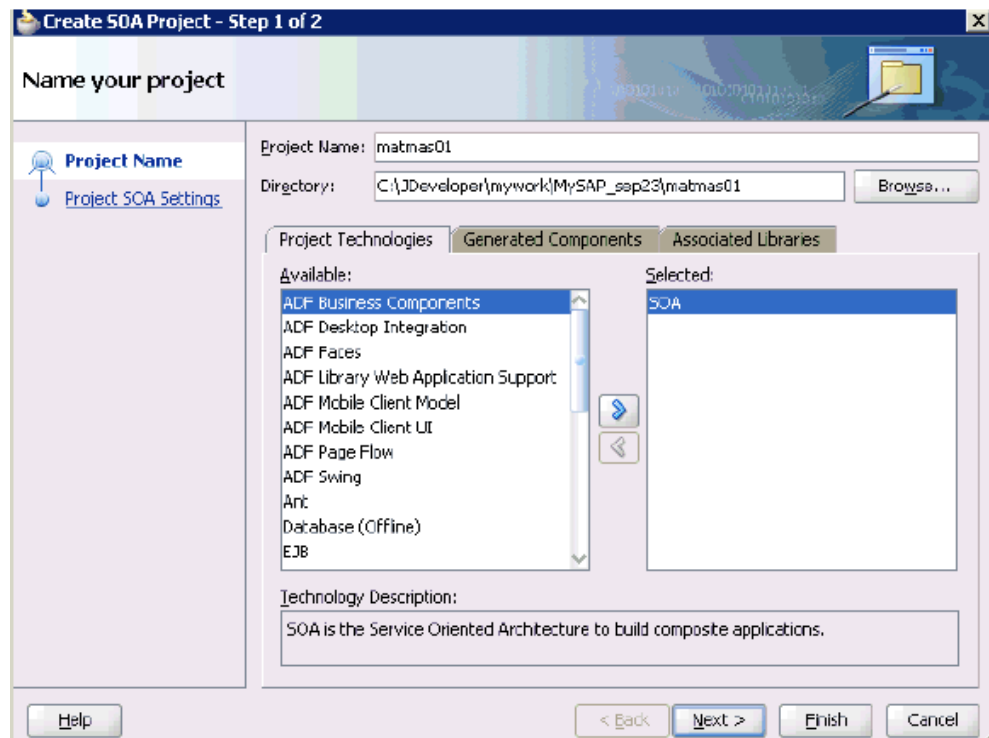 Create SOA Project - Step 1 of 2
Name your project
Project Name
Project SOA Settings
Project Name: matmas01
Directory: C:\JDeveloper\mywork\MySAP_sep23\matmas01 Browse...
Project Technologies Generated Components Associated Libraries
Available:
ADF Business Components
ADF Desktop Integration
ADF Faces
ADF Library Web Application Support
ADF Mobile Client Model
ADF Mobile Client UI
ADF Page Flow
ADF Swing
Ant
Database (Offline)
EJB
Selected:
SOA
Technology Description:
SOA is the Service Oriented Architecture to build composite applications.
Help < Back Next > Finish Cancel